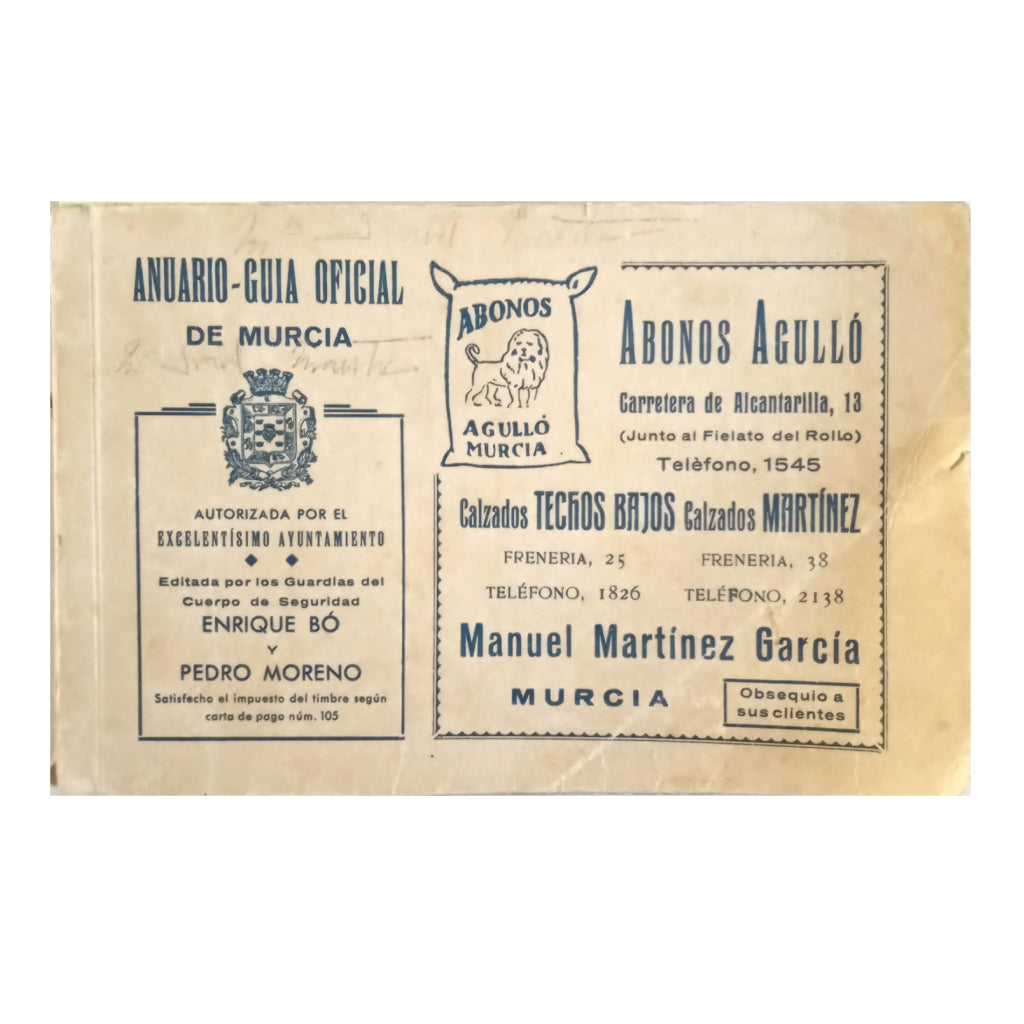 ANUARIO-GUIA OFICIAL
DE MURCIA
AUTORIZADA POR EL
EXCELENTÍSIMO AYUNTAMIENTO
Editada por los Guardias del
Cuerpo de Seguridad
ENRIQUE BÓ
Y
PEDRO MORENO
Satisfecho el impuesto del timbre según
carta de pago núm. 105
ABONOS
AGULLÓ
MURCIA
ABONOS AGULLÓ
Carretera de Alcantarilla, 13
(Junto al Fielato del Rollo)
Telèfono, 1545
Calzados TECHOS BAJOS Calzados MARTÍNEZ
FRENERIA, 25 FRENERIA, 38
TELÉFONO, 1826 TELÉFONO, 2138
Manuel Martínez García
MURCIA
Obsequio a
sus clientes